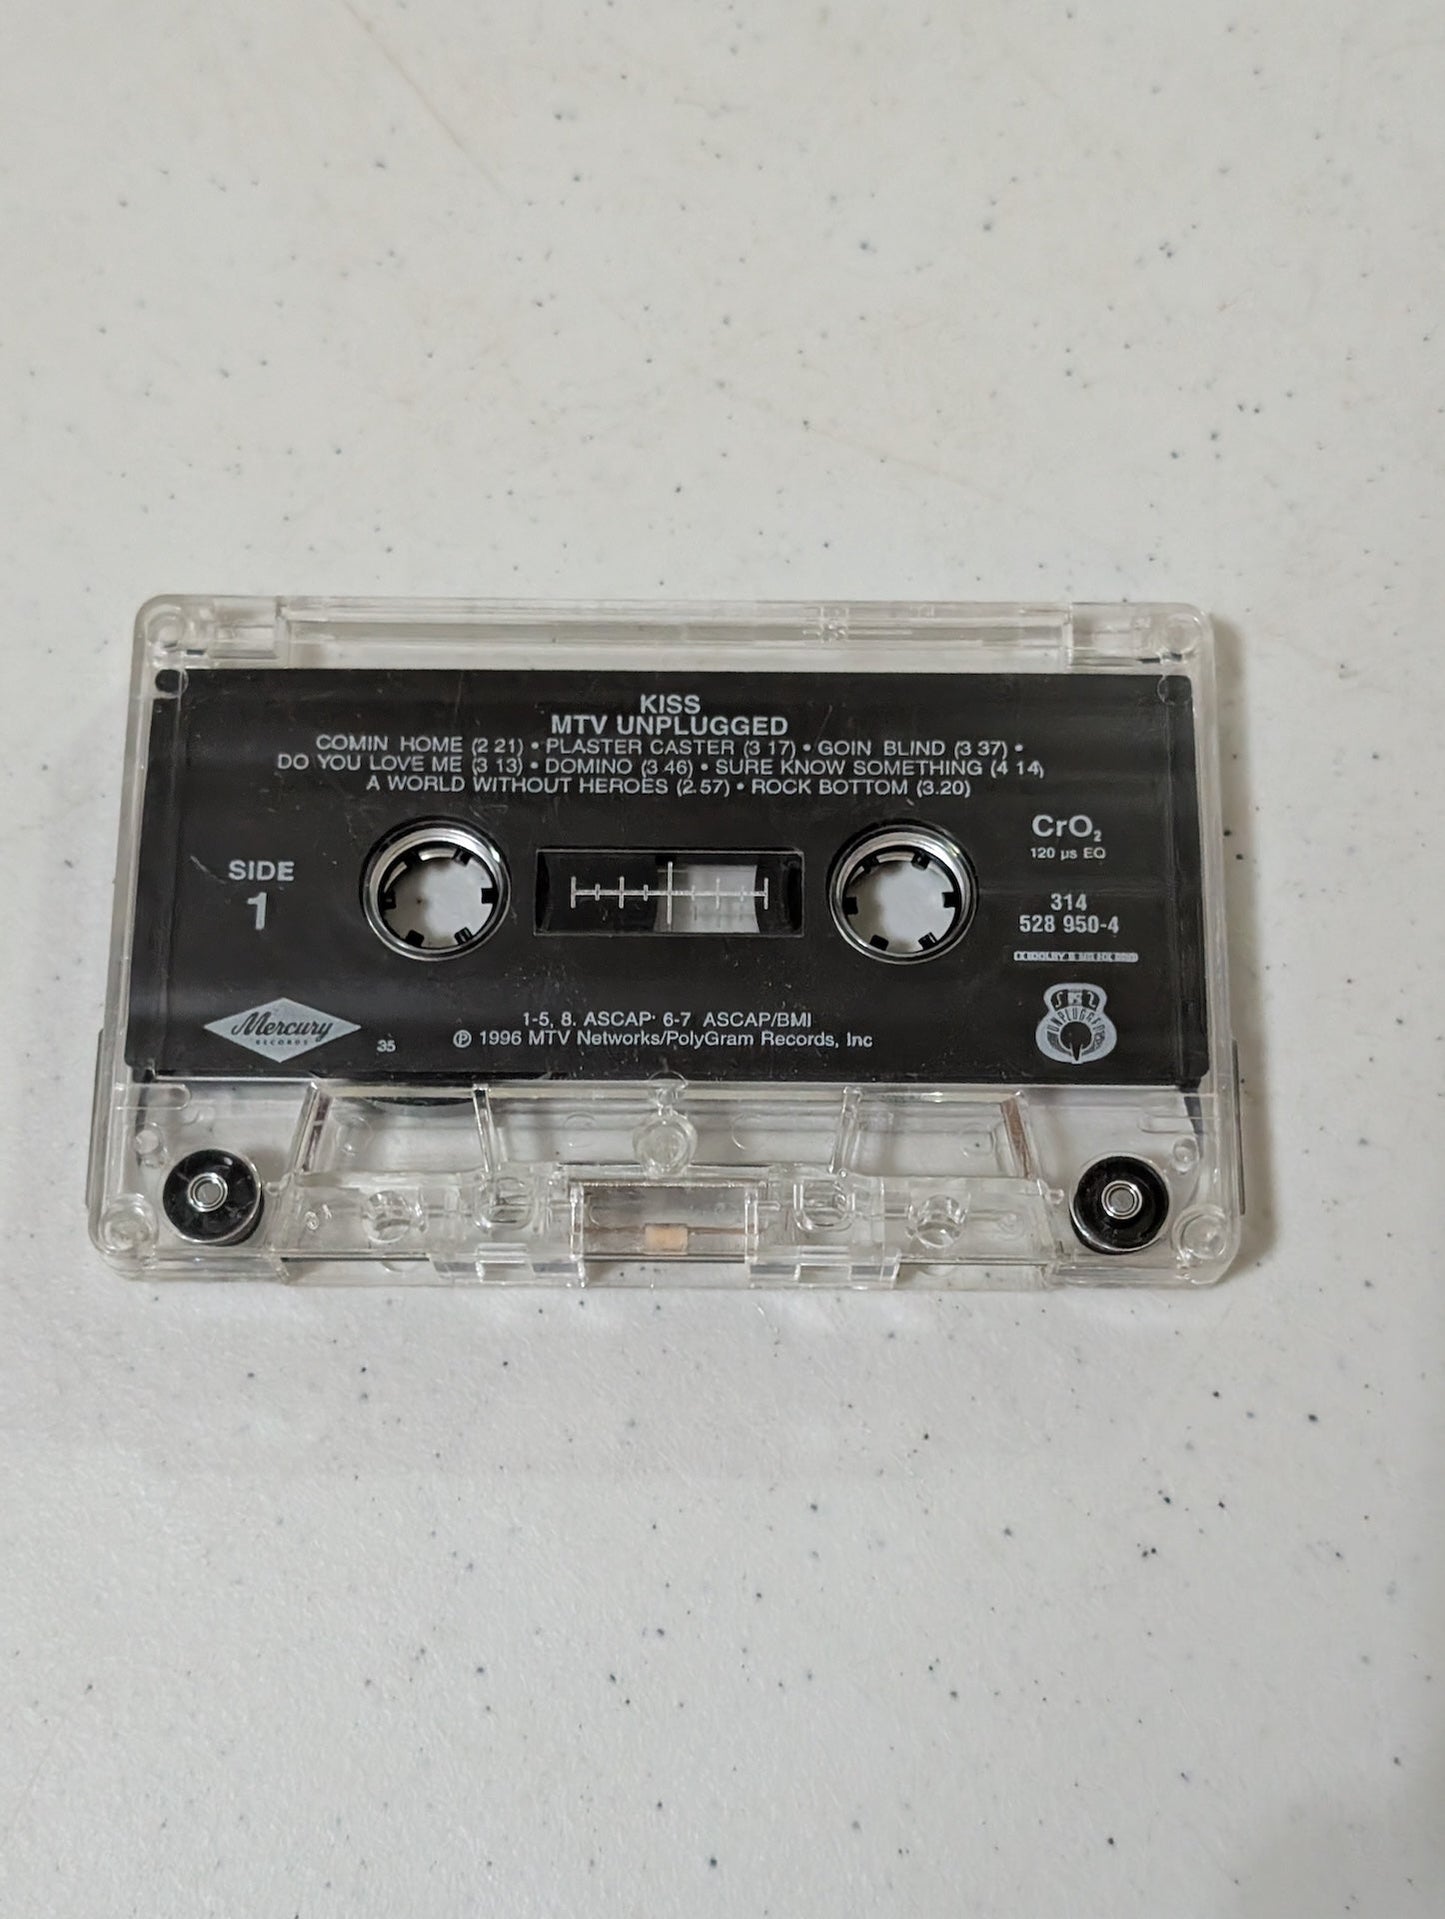 KISS
MTV UNPLUGGED
COMIN HOME (2 21) • PLASTER CASTER (3 17) • GOIN BLIND (3 37) •
DO YOU LOVE ME (3 13) • DOMINO (3 46) • SURE KNOW SOMETHING (4 14)
A WORLD WITHOUT HEROES (2.57) • ROCK BOTTOM (3.20)
SIDE
1
CrO₂
120 µs EQ
314
528 950-4
Mercury
RECORDS
35
1-5, 8. ASCAP· 6-7 ASCAP/BMI
℗ 1996 MTV Networks/PolyGram Records, Inc
UNPLUGGED